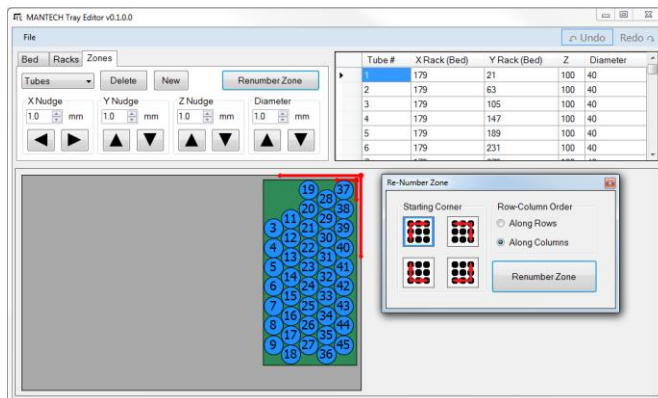 MANTECH Tray Editor v0.1.0.0
File
Undo Redo
Bed Racks Zones
Tubes Delete New Renumber Zone
X Nudge Y Nudge Z Nudge Diameter
1.0 mm 1.0 mm 1.0 mm 1.0 mm
Tube # X Rack (Bed) Y Rack (Bed) Z Diameter
1 179 21 100 40
2 179 63 100 40
3 179 105 100 40
4 179 147 100 40
5 179 189 100 40
6 179 231 100 40
19 37
28
20 38
11 29
3 21 39
12 30
4 22 40
13 31
5 23 41
14 32
6 24 42
15 33
7 25 43
16 34
8 26 44
17 35
9 27 45
18 36
Re-Number Zone
Starting Corner Row-Column Order
Along Rows
Along Columns
Renumber Zone